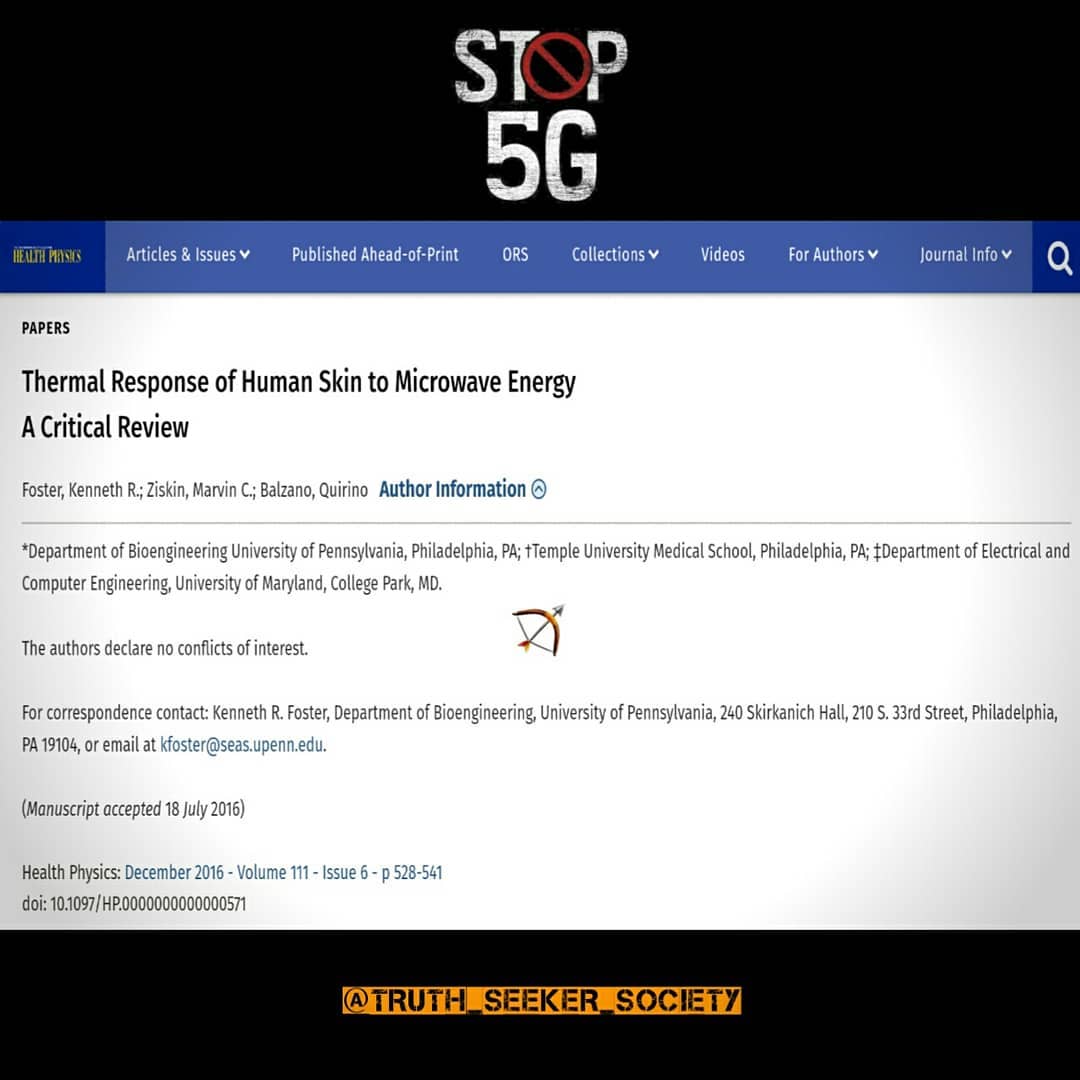 STOP
5G
HEALTH PHYSICS
Articles & Issues
Published Ahead-of-Print
ORS
Collections
Videos
For Authors
Journal Info
PAPERS
Thermal Response of Human Skin to Microwave Energy
A Critical Review
Foster, Kenneth R.; Ziskin, Marvin C.; Balzano, Quirino Author Information
*Department of Bioengineering University of Pennsylvania, Philadelphia, PA; †Temple University Medical School, Philadelphia, PA; ‡Department of Electrical and
Computer Engineering, University of Maryland, College Park, MD.
The authors declare no conflicts of interest.
For correspondence contact: Kenneth R. Foster, Department of Bioengineering, University of Pennsylvania, 240 Skirkanich Hall, 210 S. 33rd Street, Philadelphia,
PA 19104, or email at kfoster@seas.upenn.edu.
(Manuscript accepted 18 July 2016)
Health Physics: December 2016 - Volume 111 - Issue 6 - p 528-541
doi: 10.1097/HP.0000000000000571
@TRUTH_SEEKER_SOCIETY